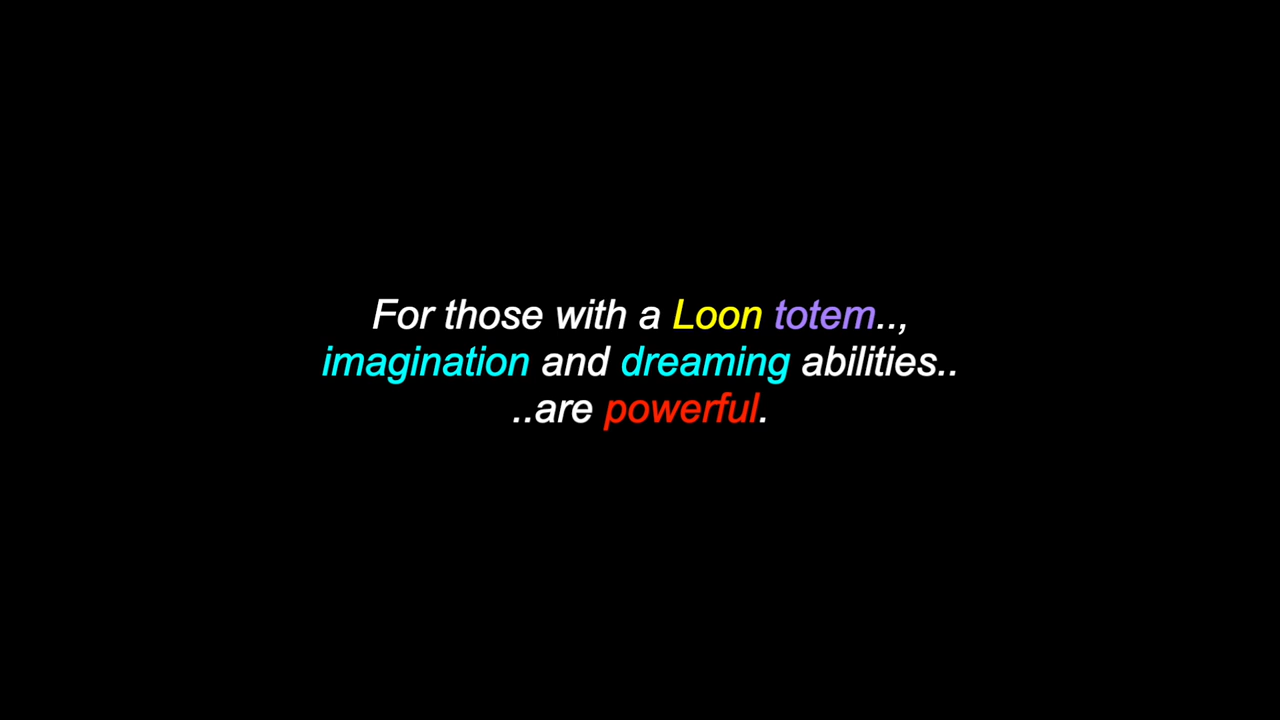 For those with a Loon totem..,
imagination and dreaming abilities..
..are powerful.